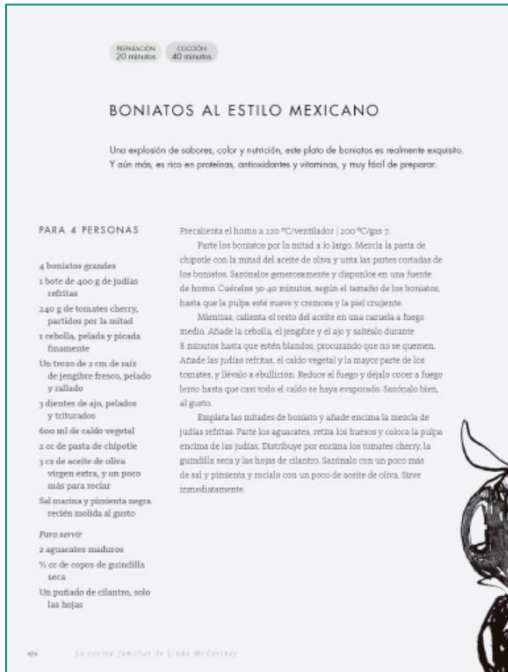 PREPARACIÓN
20 minutos
COCCIÓN
40 minutos
BONIATOS AL ESTILO MEXICANO
Una explosión de sabores, color y nutrición, este plato de boniatos es realmente exquisito.
Y aún más, es rico en proteínas, antioxidantes y vitaminas, y muy fácil de preparar.
PARA 4 PERSONAS
4 boniatos grandes
1 bote de 400 g de judías
refritas
240 g de tomates cherry,
partidos por la mitad
1 cebolla, pelada y picada
finamente
Un trozo de 2 cm de raíz
de jengibre fresco, pelado
y rallado
3 dientes de ajo, pelados
y triturados
600 ml de caldo vegetal
2 cc de pasta de chipotle
3 cs de aceite de oliva
virgen extra, y un poco
más para rociar
Sal marina y pimienta negra
recién molida al gusto
Para servir
2 aguacates maduros
½ cc de copos de guindilla
seca
Un puñado de cilantro, solo
las hojas
Precalienta el horno a 220 °C/ventilador | 200 °C/gas 7.
Parte los boniatos por la mitad a lo largo. Mezcla la pasta de
chipotle con la mitad del aceite de oliva y unta las partes cortadas de
los boniatos. Sazónalos generosamente y disponlos en una fuente
de horno. Cuécelos 30-40 minutos, según el tamaño de los boniatos,
hasta que la pulpa esté suave y cremosa y la piel crujiente.
Mientras, calienta el resto del aceite en una cazuela a fuego
medio. Añade la cebolla, el jengibre y el ajo y saltéalo durante
8 minutos hasta que estén blandos, procurando que no se quemen.
Añade las judías refritas, el caldo vegetal y la mayor parte de los
tomates, y llévalo a ebullición. Reduce el fuego y déjalo cocer a fuego
lento hasta que casi todo el caldo se haya evaporado. Sazónalo bien,
al gusto.
Emplata las mitades de boniato y añade encima la mezcla de
judías refritas. Parte los aguacates, retira los huesos y coloca la pulpa
encima de las judías. Distribuye por encima los tomates cherry, la
guindilla seca y las hojas de cilantro. Sazónalo con un poco más
de sal y pimienta y rocíalo con un poco de aceite de oliva. Sirve
inmediatamente.
La cocina familiar de Linda McCartney